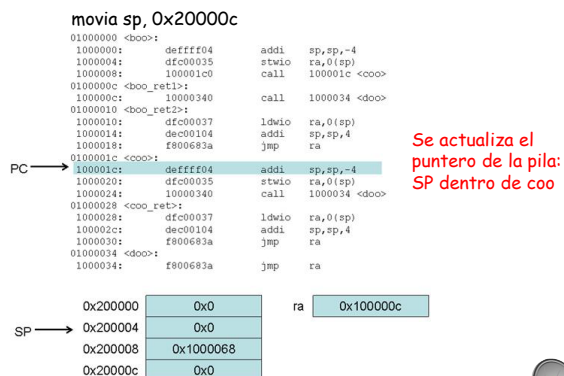 movia sp, 0x20000c
01000000 <boo>:
1000000: deffff04 addi sp,sp,-4
1000004: dfc00035 stwio ra,0(sp)
1000008: 100001c0 call 100001c <coo>
0100000c <boo_ret1>:
100000c: 10000340 call 1000034 <doo>
01000010 <boo_ret2>:
1000010: dfc00037 ldwio ra,0(sp)
1000014: dec00104 addi sp,sp,4
1000018: f800683a jmp ra
0100001c <coo>:
PC
100001c: deffff04 addi sp,sp,-4
1000020: dfc00035 stwio ra,0(sp)
1000024: 10000340 call 1000034 <doo>
01000028 <coo_ret>:
1000028: dfc00037 ldwio ra,0(sp)
100002c: dec00104 addi sp,sp,4
1000030: f800683a jmp ra
01000034 <doo>:
1000034: f800683a jmp ra
Se actualiza el
puntero de la pila:
SP dentro de coo
0x200000 0x0 ra 0x100000c
SP 0x200004 0x0
0x200008 0x1000068
0x20000c 0x0